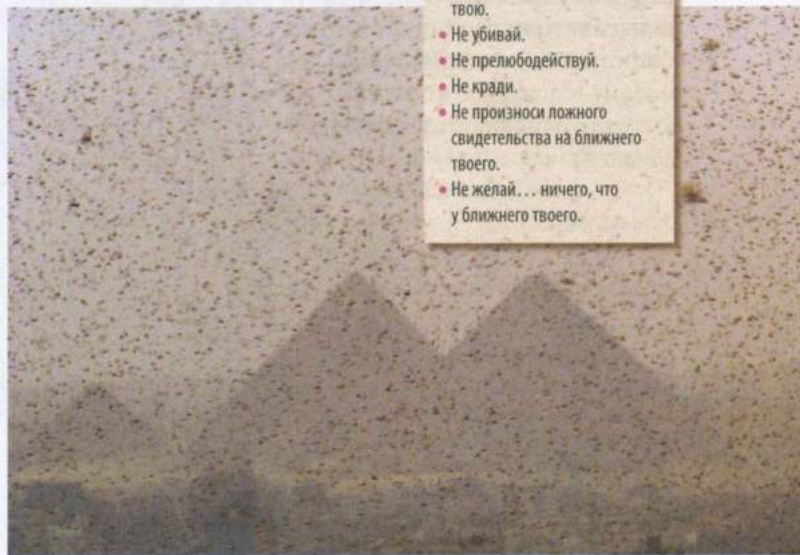 твою.
• Не убивай.
• Не прелюбодействуй.
• Не кради.
• Не произноси ложного
свидетельства на ближнего
твоего.
• Не желай... ничего, что
у ближнего твоего.